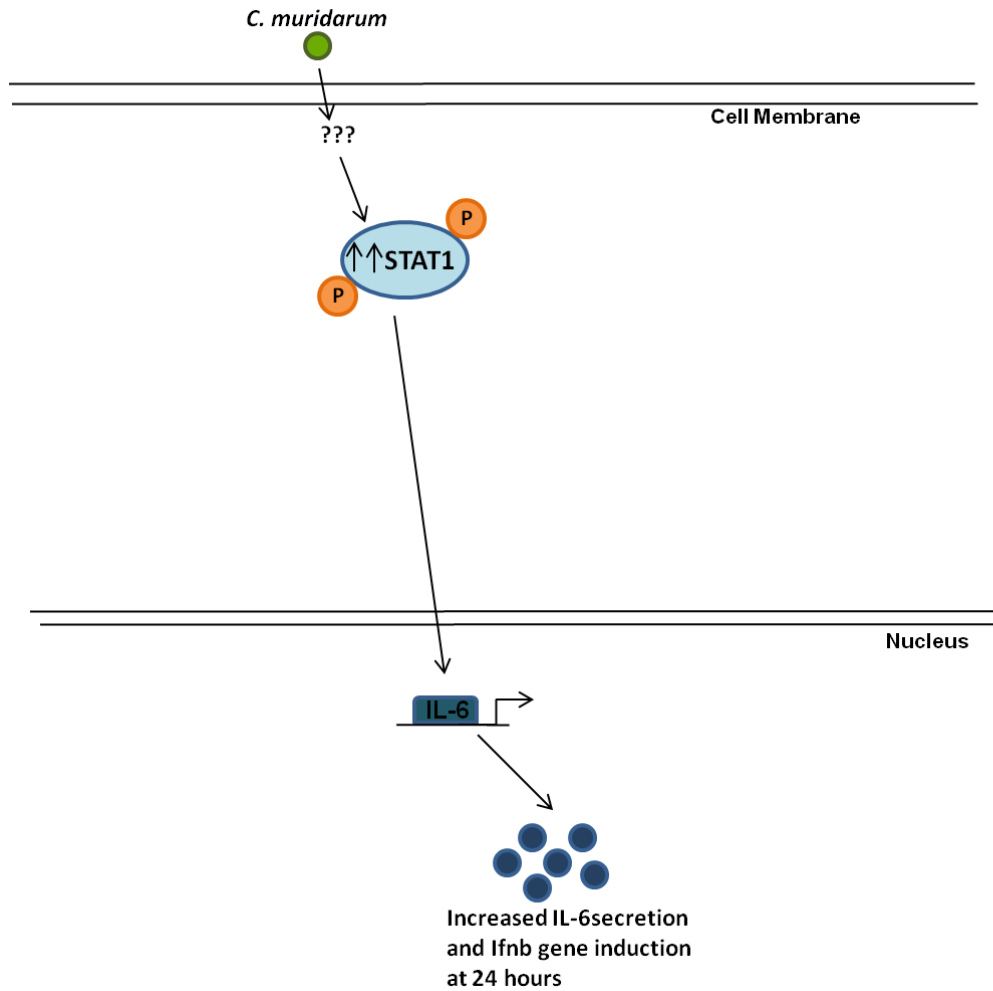 C. muridarum
Cell Membrane
???
P
↑↑STAT1
P
Nucleus
IL-6
Increased IL-6secretion
and Ifnb gene induction
at 24 hours